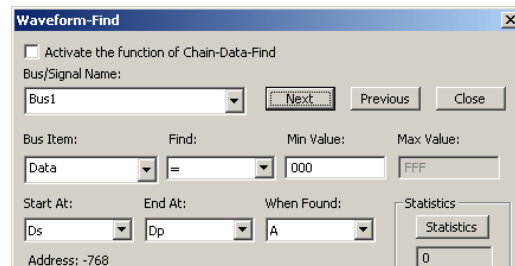 Waveform-Find
Activate the function of Chain-Data-Find
Bus/Signal Name:
Bus1 Next Previous Close
Bus Item: Find: Min Value: Max Value:
Data = 000 FFF
Start At: End At: When Found: Statistics
Ds Dp A Statistics
Address: -768 0